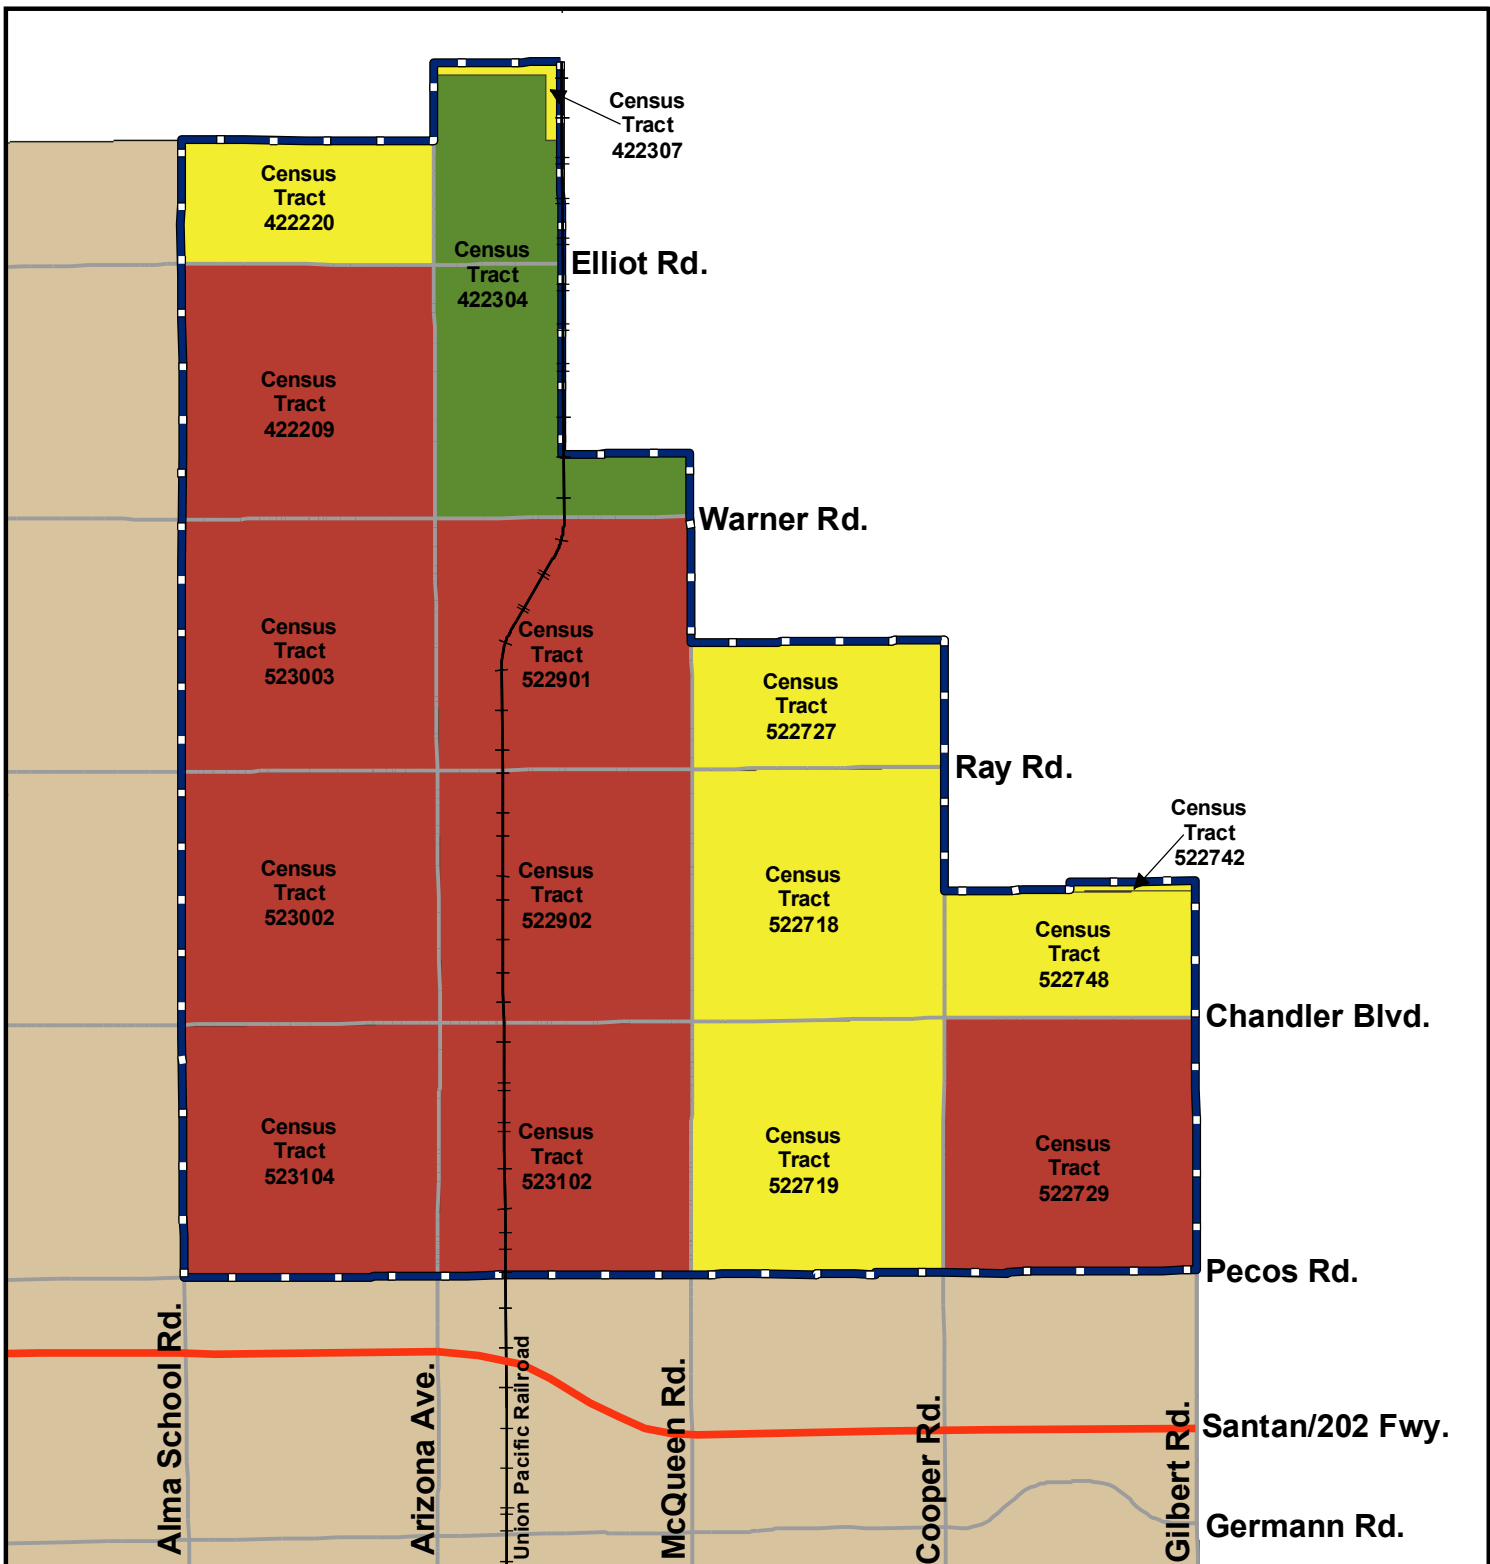 Census
Tract
422307
Census
Tract
422220
Census
Tract
422304
Elliot Rd.
Census
Tract
422209
Warner Rd.
Census
Tract
523003
Census
Tract
522901
Census
Tract
522727
Ray Rd.
Census
Tract
522742
Census
Tract
523002
Census
Tract
522902
Census
Tract
522718
Census
Tract
522748
Chandler Blvd.
Census
Tract
523104
Census
Tract
523102
Census
Tract
522719
Census
Tract
522729
Pecos Rd.
Alma School Rd.
Arizona Ave.
Union Pacific Railroad
McQueen Rd.
Cooper Rd.
Gilbert Rd.
Santan/202 Fwy.
Germann Rd.